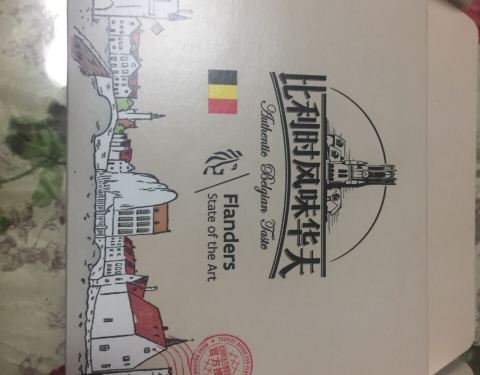 比利时风味华夫
Authentic Belgian Taste
Flanders
State of the Art